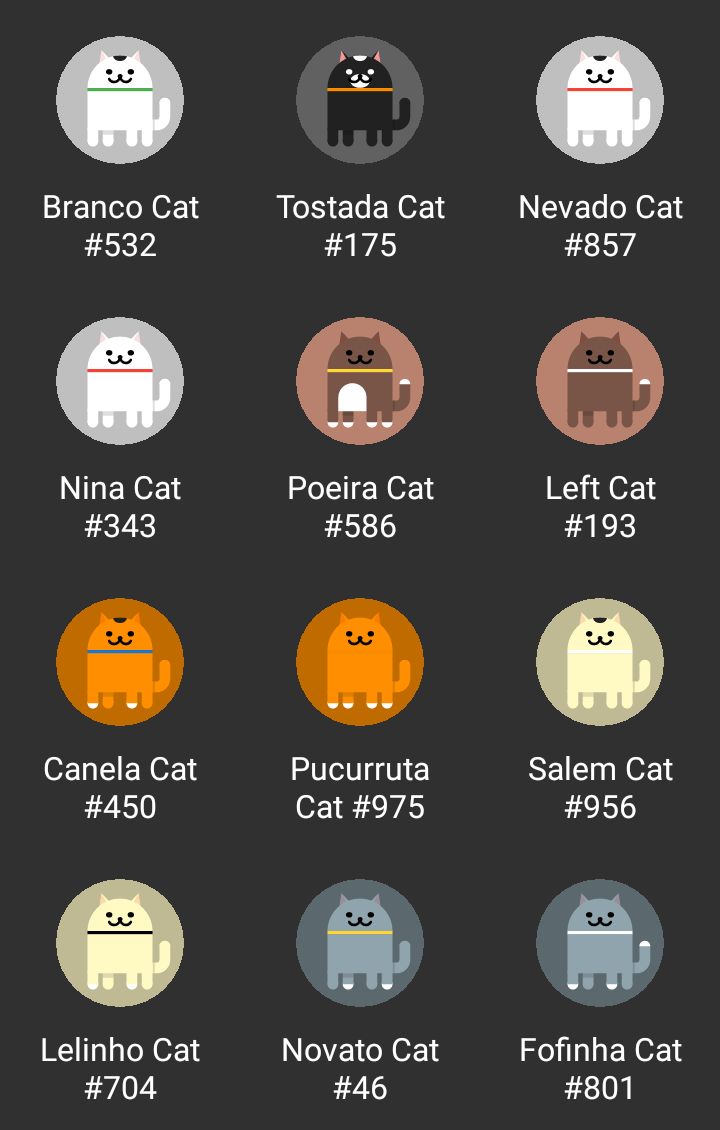 Branco Cat
#532
Tostada Cat
#175
Nevado Cat
#857
Nina Cat
#343
Poeira Cat
#586
Left Cat
#193
Canela Cat
#450
Pucurruta
Cat #975
Salem Cat
#956
Lelinho Cat
#704
Novato Cat
#46
Fofinha Cat
#801